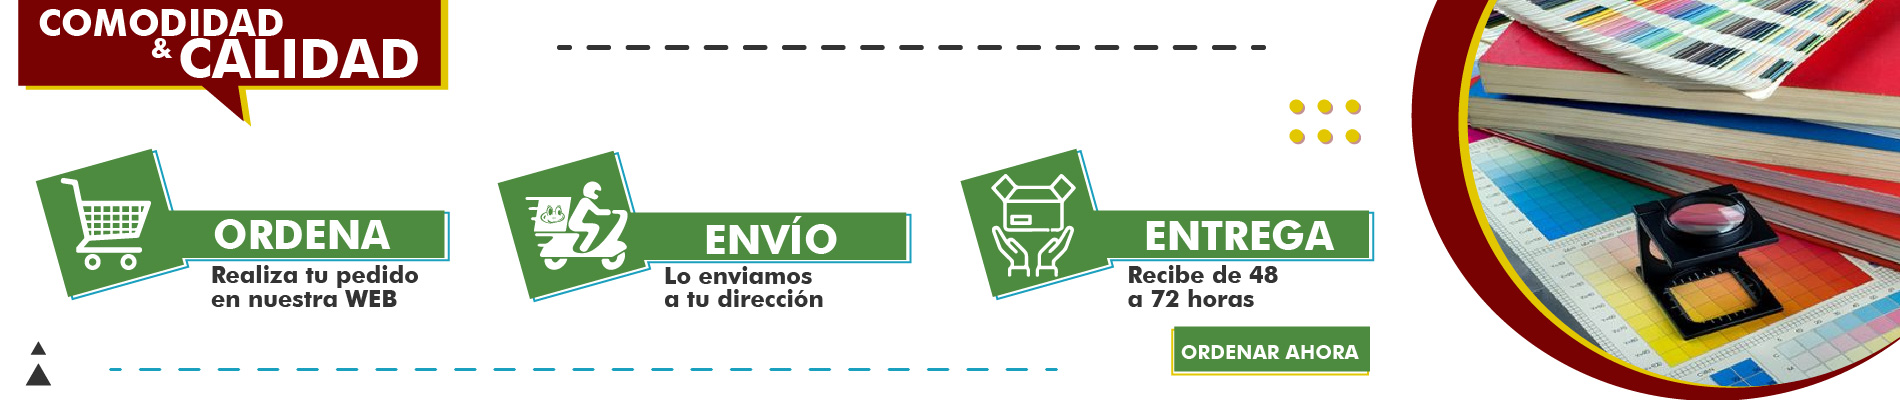 COMODIDAD
& CALIDAD
ORDENA
Realiza tu pedido
en nuestra WEB
ENVÍO
Lo enviamos
a tu dirección
ENTREGA
Recibe de 48
a 72 horas
ORDENAR AHORA